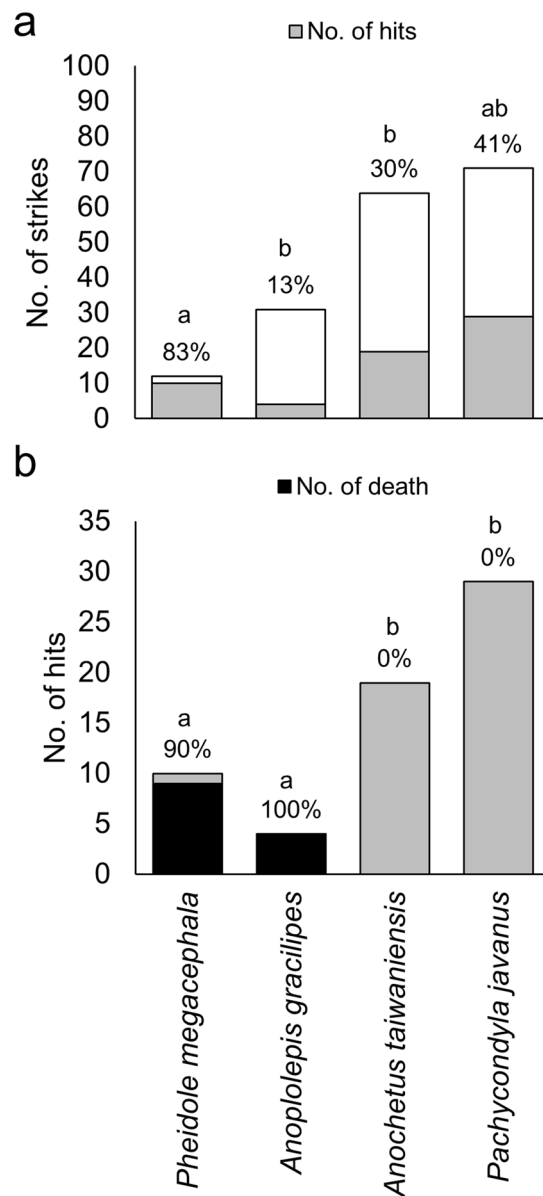 a
No. of hits
No. of strikes
100
90
80
70
60
50
40
30
20
10
0
a
83%
b
13%
b
30%
ab
41%
b
No. of death
No. of hits
35
30
25
20
15
10
5
0
a
90%
a
100%
b
0%
b
0%
Pheidole megacephala
Anoplolepis gracilipes
Anochetus taiwaniensis
Pachycondyla javanus